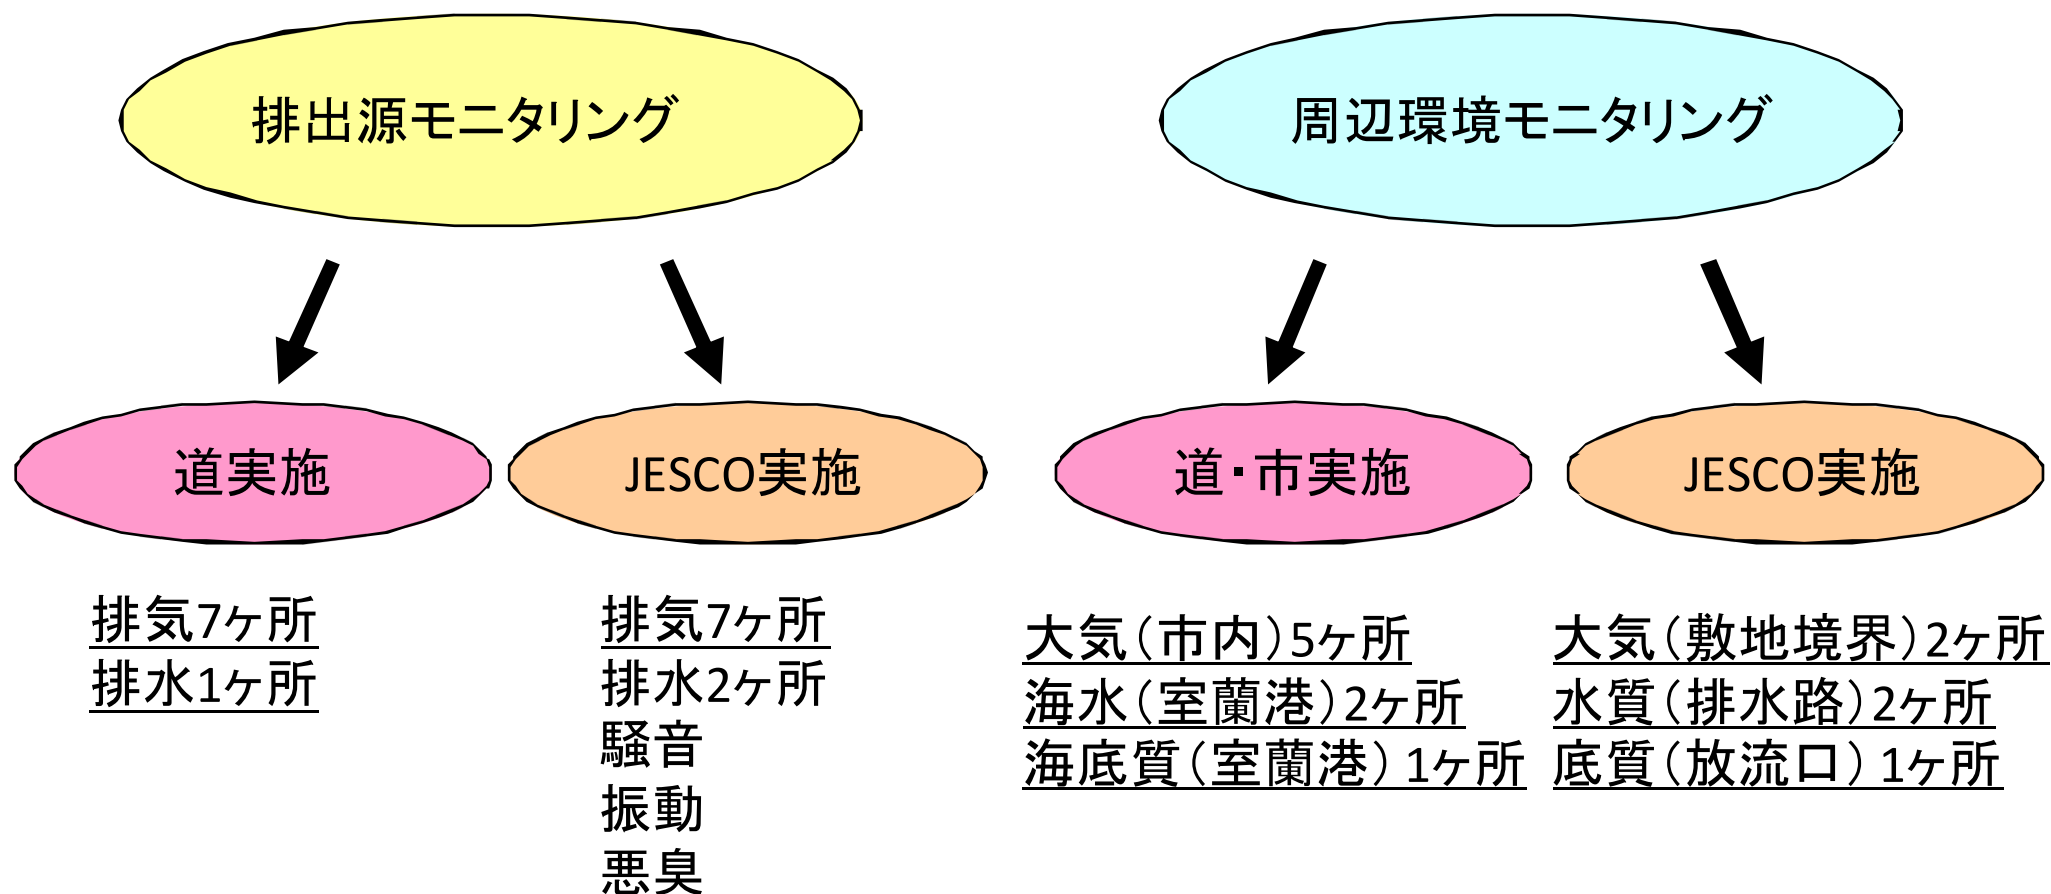 排出源モニタリング
周辺環境モニタリング
道実施
JESCO実施
道・市実施
JESCO実施
排気7ヶ所
排水1ヶ所
排気7ヶ所
排水2ヶ所
騒音
振動
悪臭
大気（市内）5ヶ所
海水（室蘭港）2ヶ所
海底質（室蘭港）1ヶ所
大気（敷地境界）2ヶ所
水質（排水路）2ヶ所
底質（放流口）1ヶ所